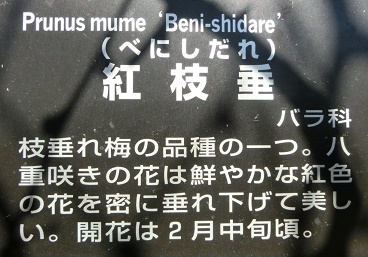 Prunus mume ‘Beni-shidare’
(べにしだれ)
紅枝垂
バラ科
枝垂れ梅の品種の一つ。八
重咲きの花は鮮やかな紅色
の花を密に垂れ下げて美し
い。開花は2月中旬頃。